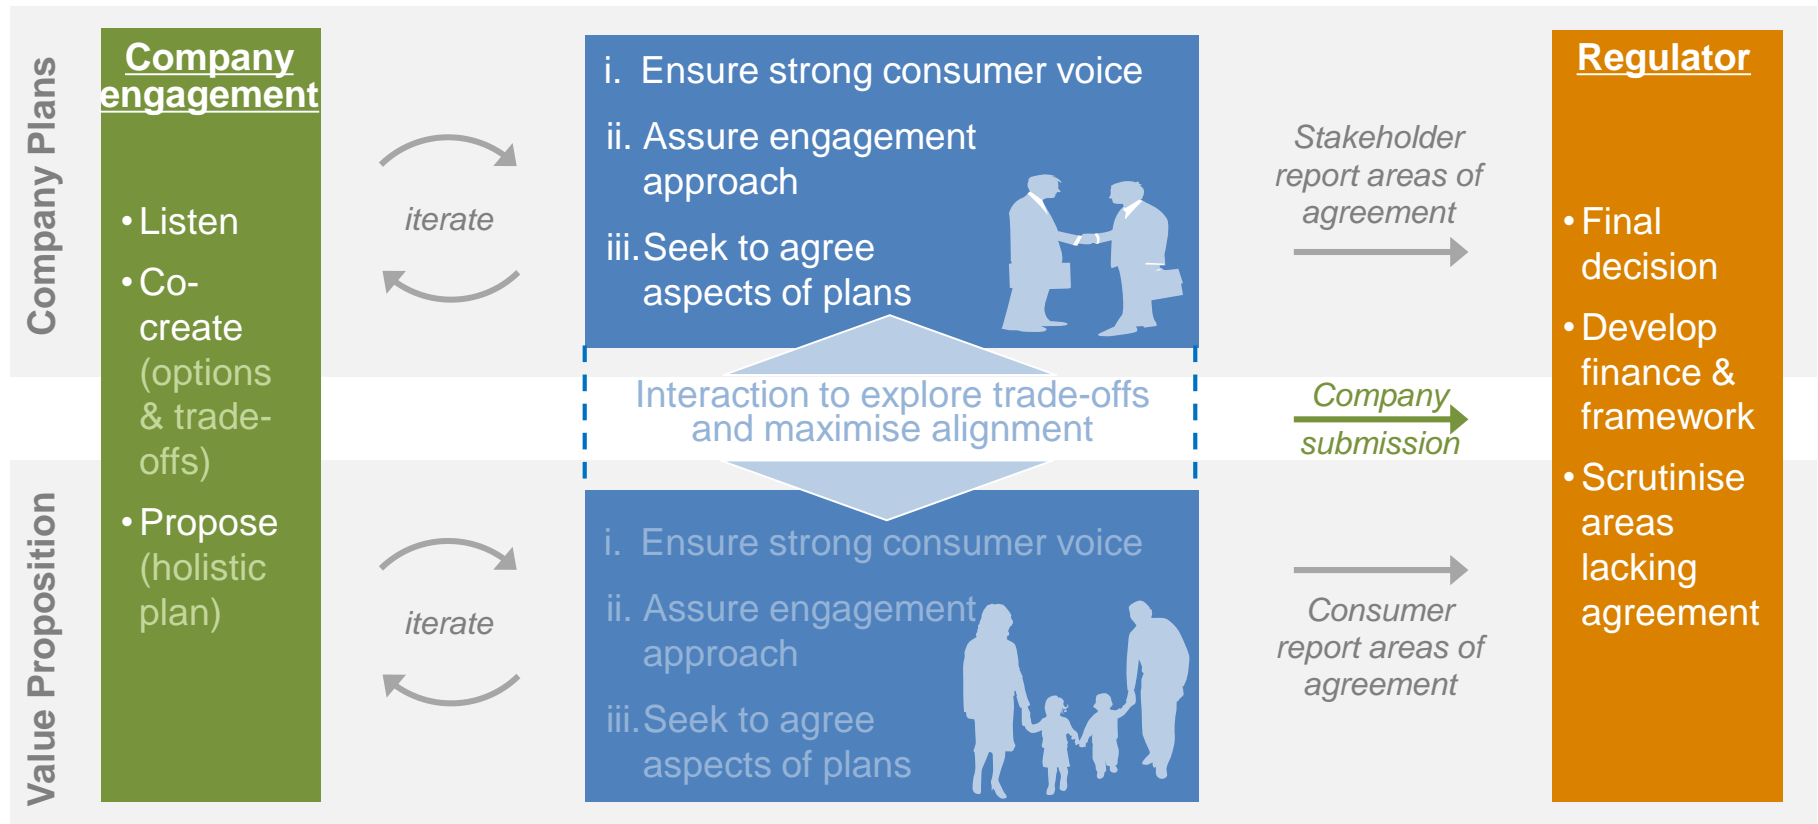 Company Plans
Company
engagement
• Listen
• Co-
create
(options
& trade-
offs)
• Propose
(holistic
plan)
iterate
i. Ensure strong consumer voice
ii. Assure engagement
approach
iii. Seek to agree
aspects of plans
Stakeholder
report areas of
agreement
Interaction to explore trade-offs
and maximise alignment
Company
submission
Value Proposition
iterate
i. Ensure strong consumer voice
ii. Assure engagement
approach
iii. Seek to agree
aspects of plans
Consumer
report areas of
agreement
Regulator
• Final
decision
• Develop
finance &
framework
• Scrutinise
areas
lacking
agreement